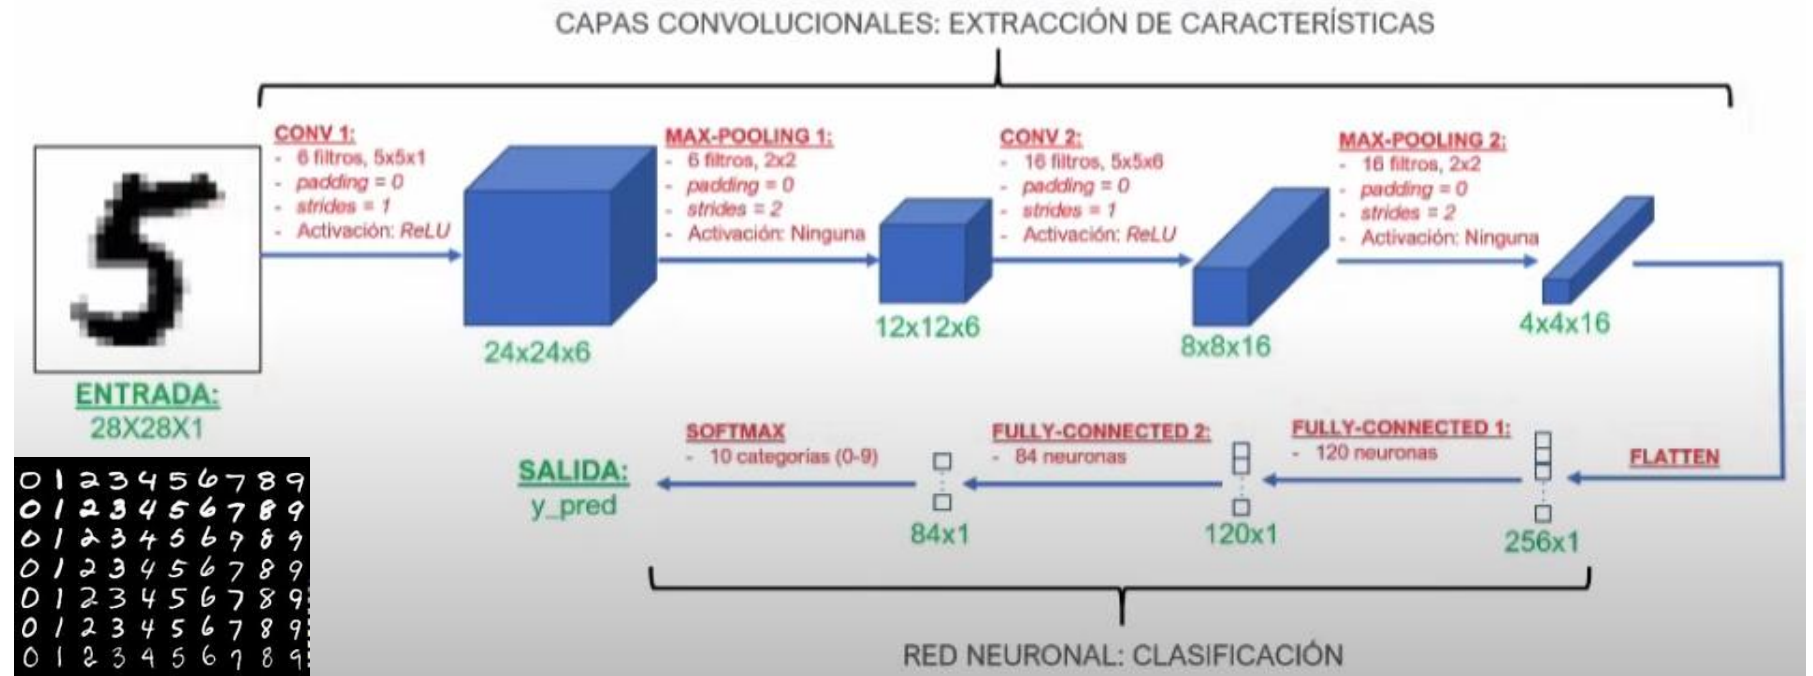 CAPAS CONVOLUCIONALES: EXTRACCIÓN DE CARACTERÍSTICAS
CONV 1:
- 6 filtros, 5x5x1
- padding = 0
- strides = 1
- Activación: ReLU
MAX-POOLING 1:
- 6 filtros, 2x2
- padding = 0
- strides = 2
- Activación: Ninguna
CONV 2:
- 16 filtros, 5x5x6
- padding = 0
- strides = 1
- Activación: ReLU
MAX-POOLING 2:
- 16 filtros, 2x2
- padding = 0
- strides = 2
- Activación: Ninguna
5
ENTRADA:
28X28X1
24x24x6
12x12x6
8x8x16
4x4x16
FLATTEN
256x1
FULLY-CONNECTED 1:
- 120 neuronas
120x1
FULLY-CONNECTED 2:
- 84 neuronas
84x1
SOFTMAX
- 10 categorías (0-9)
SALIDA:
y_pred
RED NEURONAL: CLASIFICACIÓN
0 1 2 3 4 5 6 7 8 9
0 1 2 3 4 5 6 7 8 9
0 1 2 3 4 5 6 7 8 9
0 1 2 3 4 5 6 7 8 9
0 1 2 3 4 5 6 7 8 9
0 1 2 3 4 5 6 7 8 9
0 1 2 3 4 5 6 7 8 9